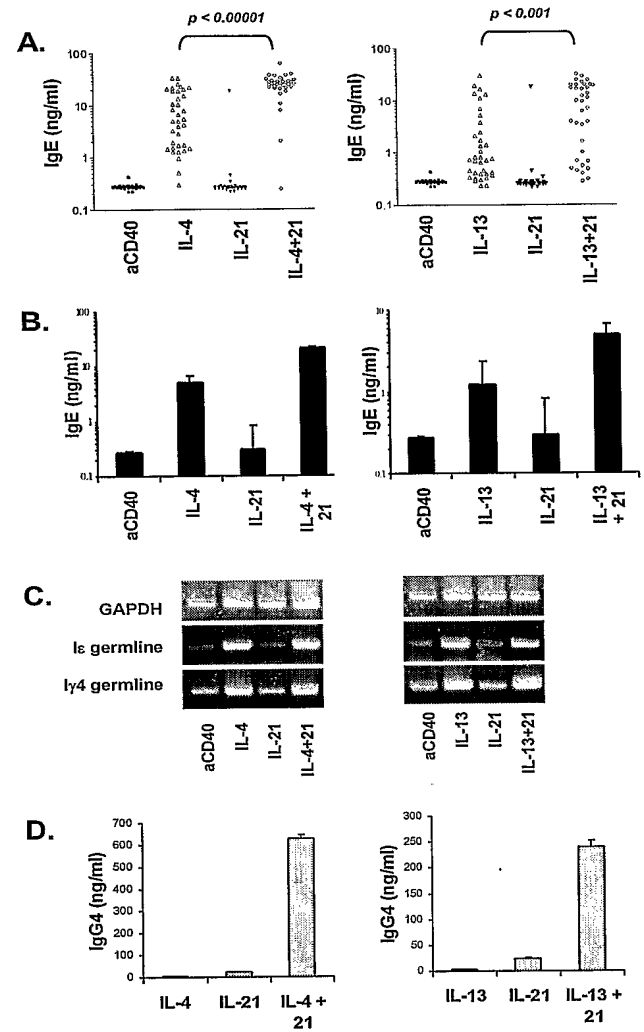 A.
p < 0.00001
IgE (ng/ml)
100
10
1
0.1
aCD40
IL-4
IL-21
IL-4+21
p < 0.001
IgE (ng/ml)
100
10
1
0.1
aCD40
IL-13
IL-21
IL-13+21
B.
IgE (ng/ml)
100
10
1
0.1
aCD40
IL-4
IL-21
IL-4 +
21
IgE (ng/ml)
10
1
0.1
aCD40
IL-13
IL-21
IL-13
+ 21
C.
GAPDH
Iε germline
Iγ4 germline
aCD40
IL-4
IL-21
IL-4+21
aCD40
IL-13
IL-21
IL-13+21
D.
IgG4 (ng/ml)
700
600
500
400
300
200
100
0
IL-4
IL-21
IL-4 +
21
IgG4 (ng/ml)
300
250
200
150
100
50
0
IL-13
IL-21
IL-13 +
21